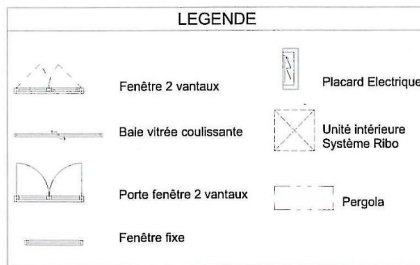 LEGENDE
Fenêtre 2 vantaux
Baie vitrée coulissante
Porte fenêtre 2 vantaux
Fenêtre fixe
Placard Electrique
Unité intérieure
Système Ribo
Pergola